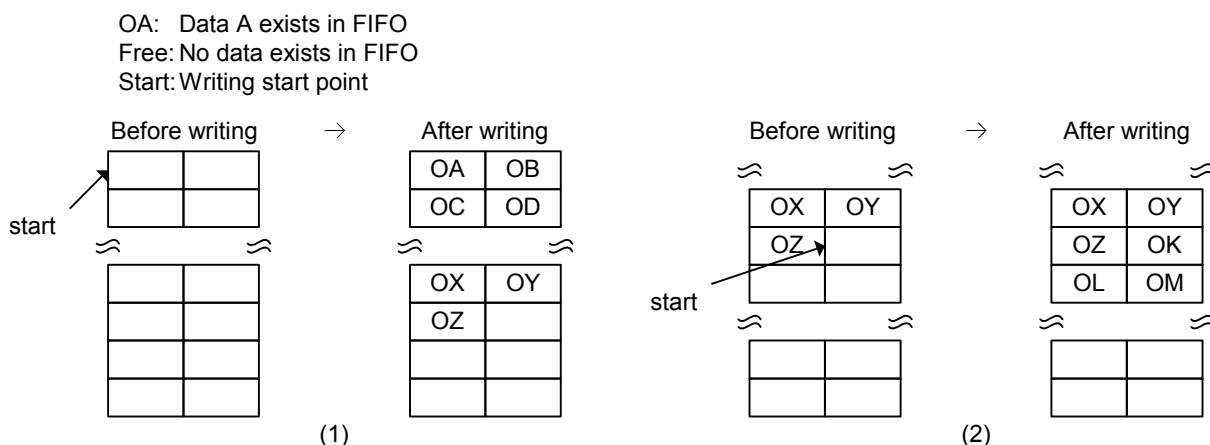 OA: Data A exists in FIFO
Free: No data exists in FIFO
Start: Writing start point
Before writing → After writing
OA OB
OC OD
start
OX OY
OZ
(1)
Before writing → After writing
OX OY
OZ
start
OX OY
OZ OK
OL OM
(2)